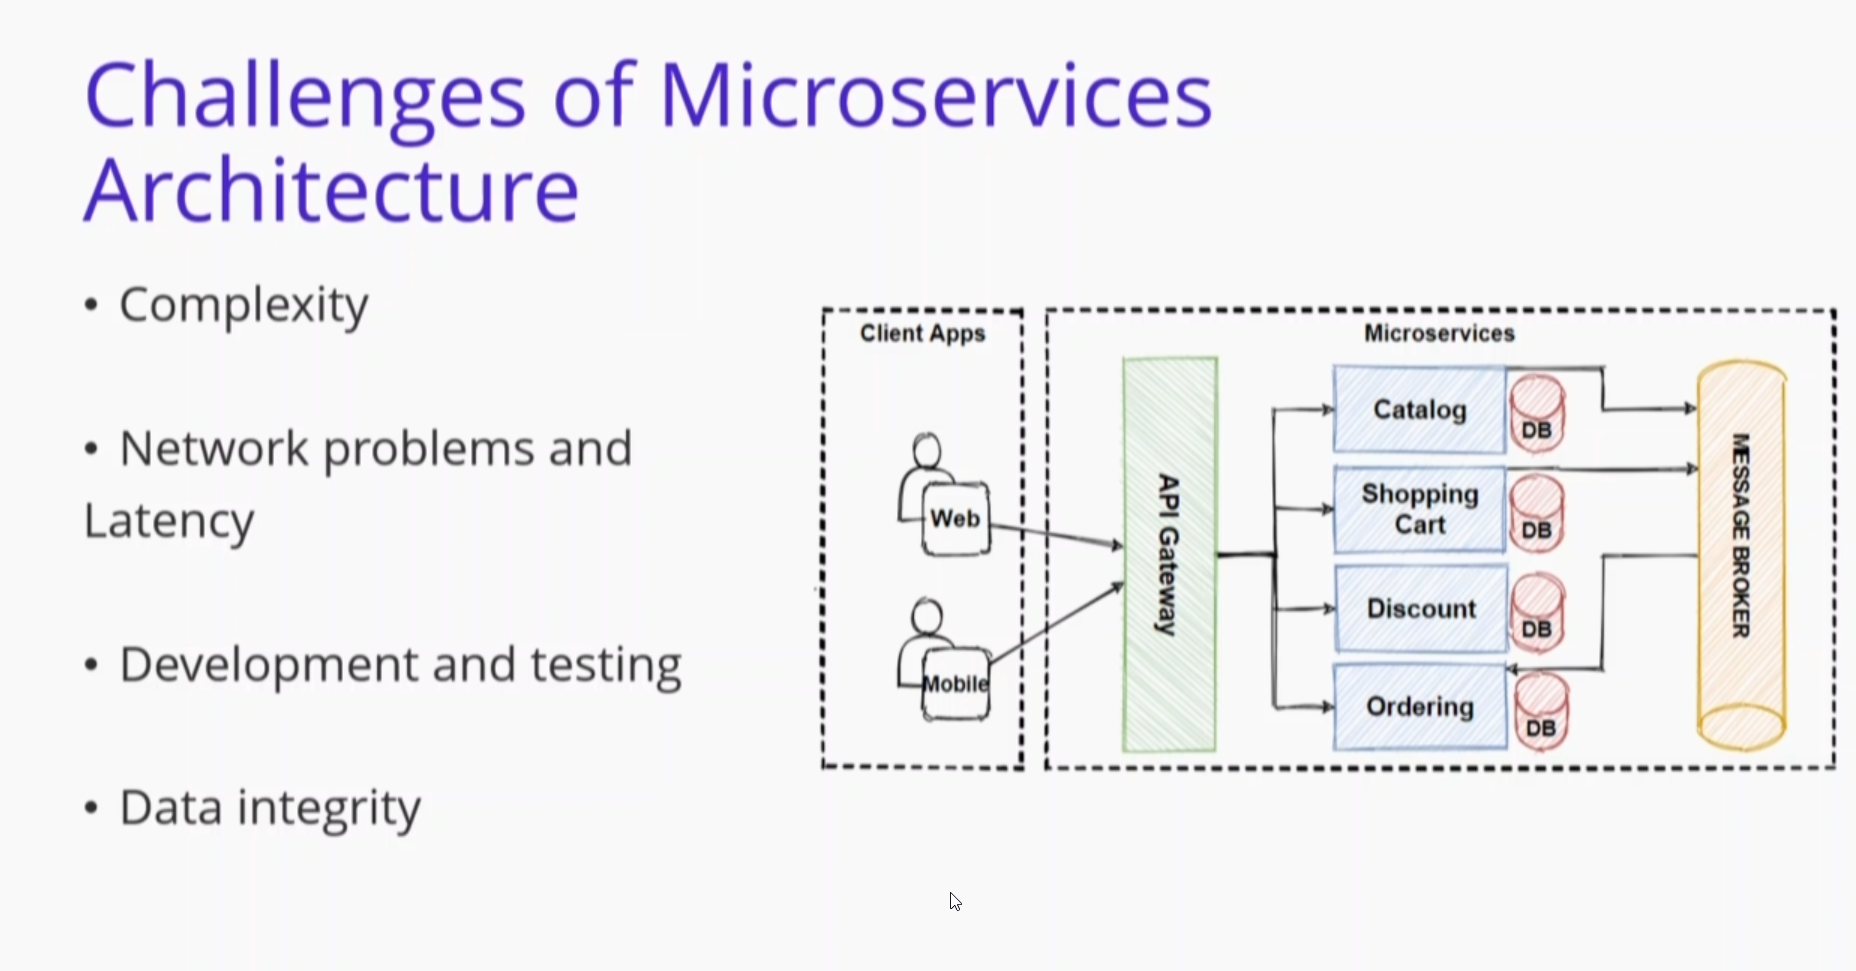 Challenges of Microservices
Architecture
• Complexity
• Network problems and
Latency
• Development and testing
• Data integrity
Client Apps
Web
Mobile
Microservices
API Gateway
Catalog
DB
Shopping
Cart
DB
Discount
DB
Ordering
DB
MESSAGE BROKER